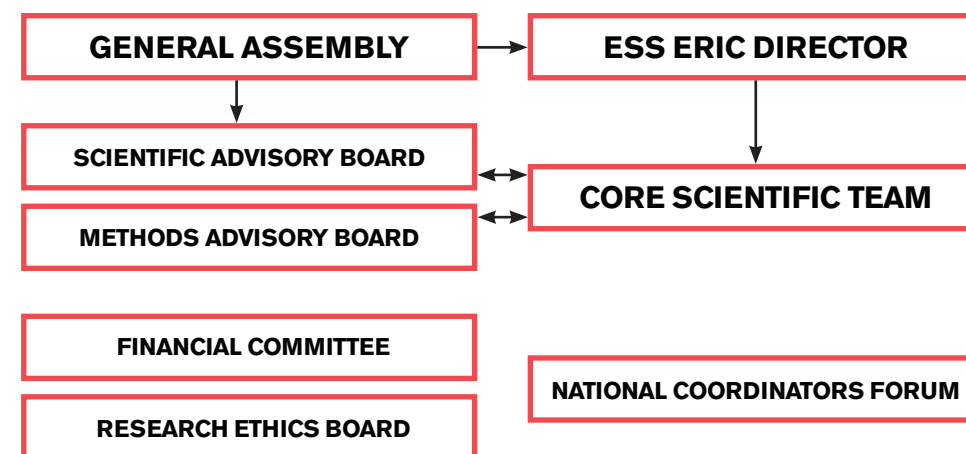 GENERAL ASSEMBLY
ESS ERIC DIRECTOR
SCIENTIFIC ADVISORY BOARD
CORE SCIENTIFIC TEAM
METHODS ADVISORY BOARD
FINANCIAL COMMITTEE
NATIONAL COORDINATORS FORUM
RESEARCH ETHICS BOARD